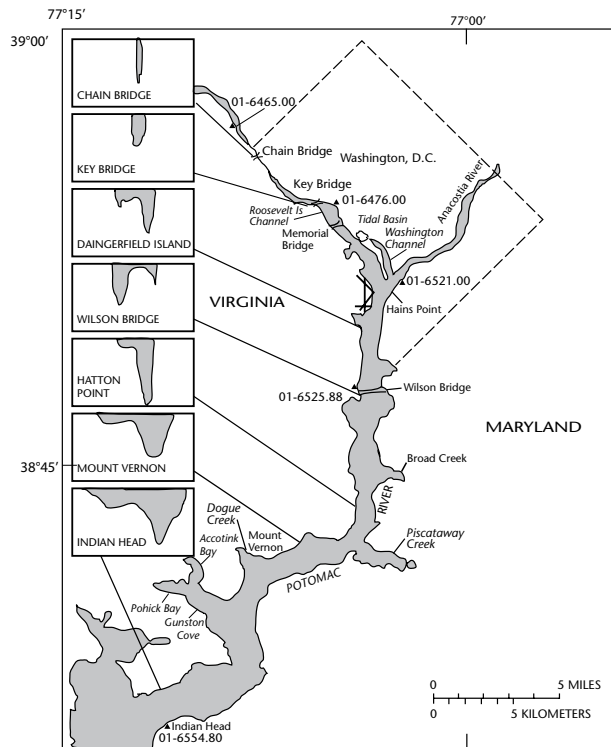 77°15′
77°00′
39°00′
CHAIN BRIDGE
01-6465.00
Chain Bridge
Washington, D.C.
KEY BRIDGE
Key Bridge
01-6476.00
Roosevelt Is
Channel
Tidal Basin
Anacostia River
Memorial
Bridge
Washington
Channel
DAINGERFIELD ISLAND
01-6521.00
VIRGINIA
Hains Point
WILSON BRIDGE
HATTON
POINT
01-6525.88
Wilson Bridge
MARYLAND
MOUNT VERNON
38°45′
Broad Creek
RIVER
INDIAN HEAD
Dogue
Creek
Mount
Vernon
Accotink
Bay
Piscataway
Creek
POTOMAC
Pohick Bay
Gunston
Cove
0 5 MILES
0 5 KILOMETERS
Indian Head
01-6554.80